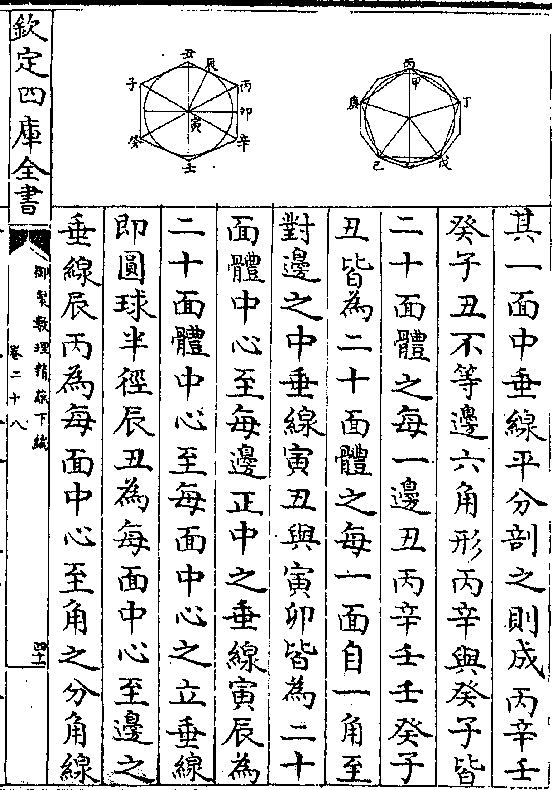 丙
甲
丁
庚
己
戊
丑
辰
子
丙
卯
寅
癸
辛
壬
其一面中垂線平分剖之則成丙辛壬
癸子丑不等邊六角形丙辛與癸子皆
二十面體之每一邊丑丙辛壬壬癸子
丑皆為二十面體之每一面自一角至
對邊之中垂線寅丑與寅卯皆為二十
面體中心至每邊正中之垂線寅辰為
二十面體中心至每面中心之立垂線
即圓球半徑辰丑為每面中心至邊之
垂線辰丙為每面中心至角之分角線
欽定四庫全書
御製數理精蘊下編
卷二十八
四十一